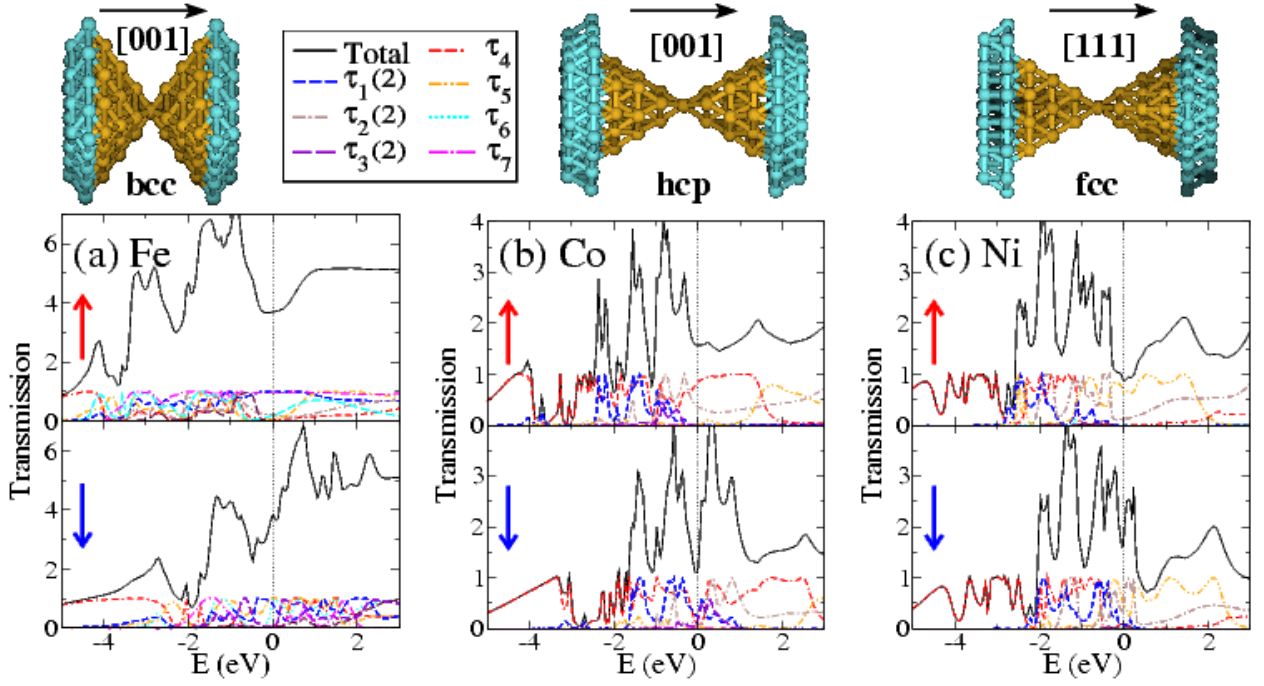 [001]
bcc
Total
τ1(2)
τ2(2)
τ3(2)
τ4
τ5
τ6
τ7
[001]
hcp
[111]
fcc
(a) Fe
6
4
2
0
6
4
2
0
Transmission
-4
-2
0
2
E (eV)
(b) Co
4
3
2
1
0
3
2
1
0
Transmission
-4
-2
0
2
E (eV)
(c) Ni
4
3
2
1
0
3
2
1
0
Transmission
-4
-2
0
2
E (eV)